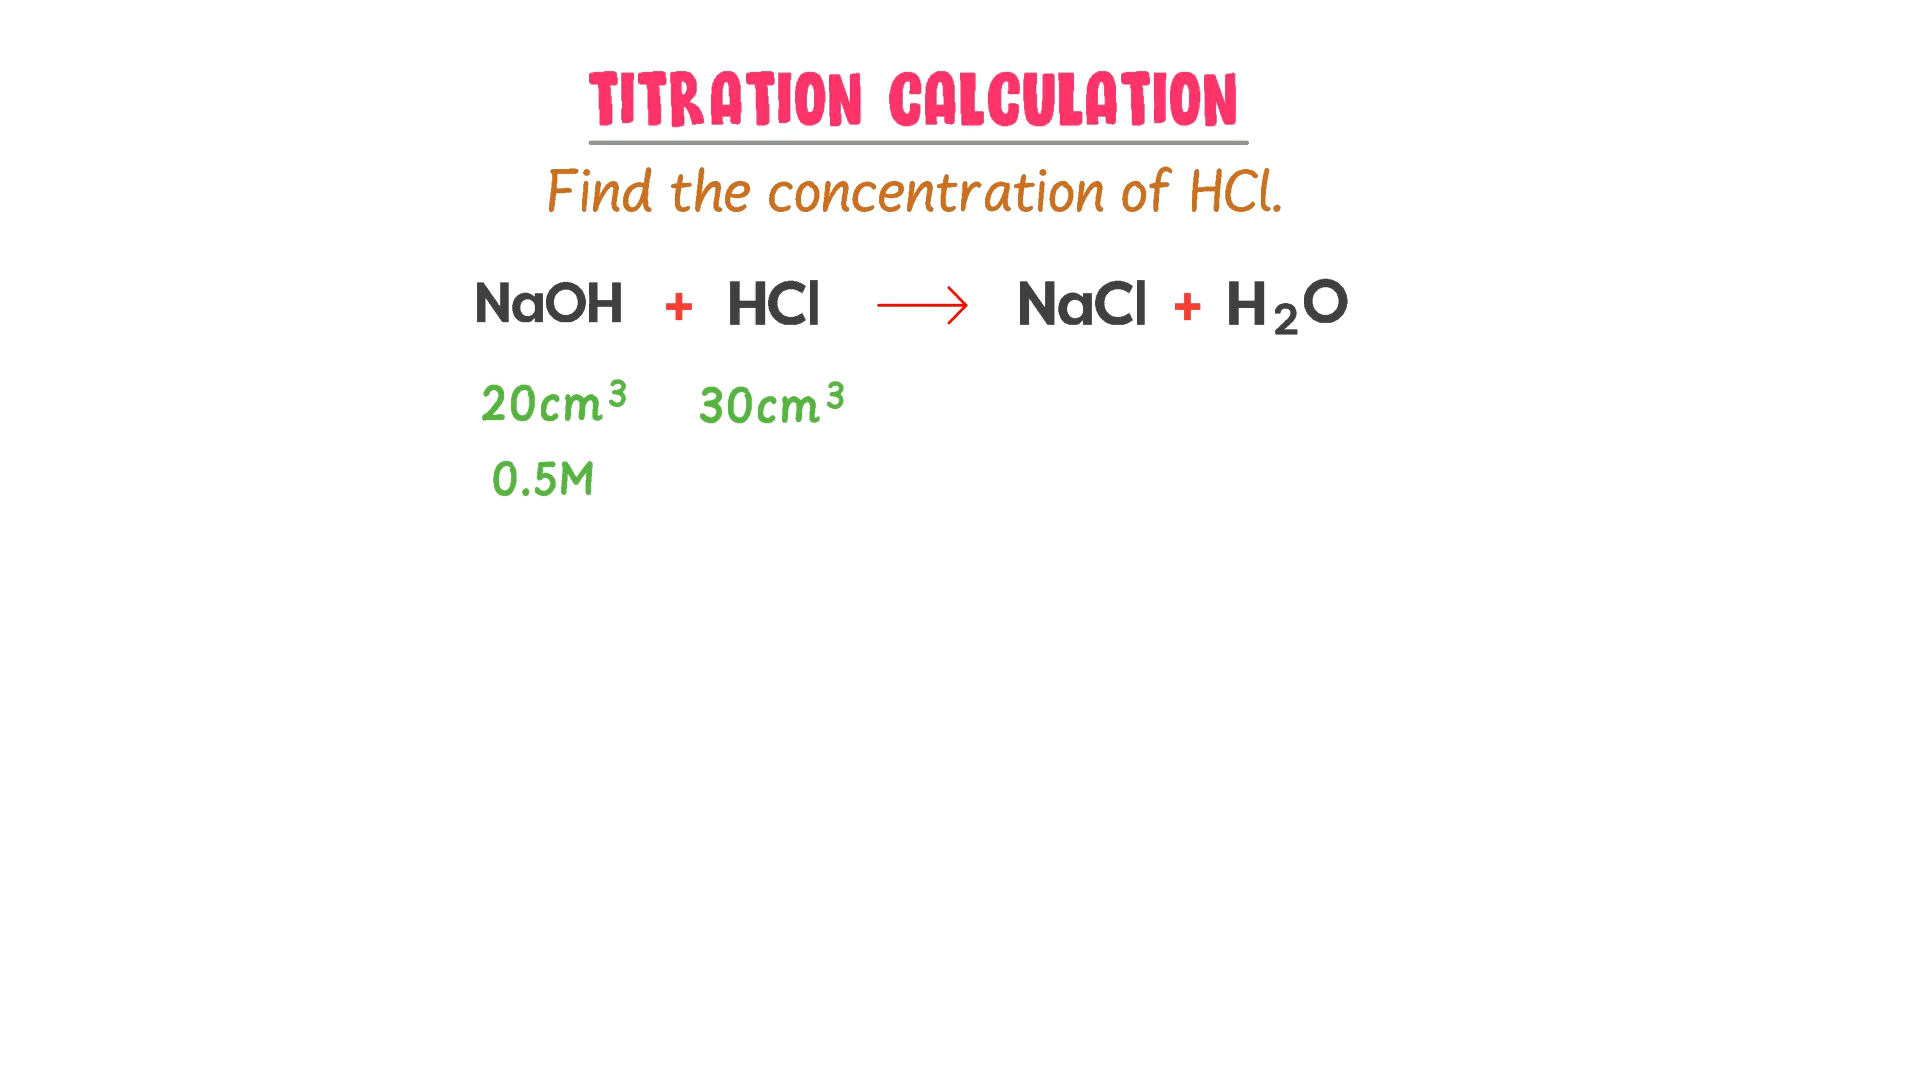 TITRATION CALCULATION
Find the concentration of HCl.
NaOH + HCl → NaCl + H₂O
20cm³ 30cm³
0.5M